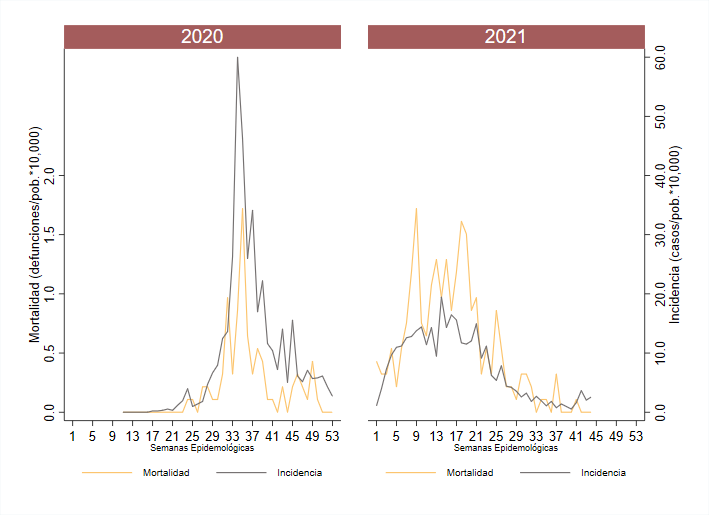 2020 2021
Mortalidad (defunciones/pob.*10,000)
2.0
1.5
1.0
0.5
0.0
60.0
50.0
40.0
30.0
20.0
10.0
0.0
Incidencia (casos/pob.*10,000)
1 5 9 13 17 21 25 29 33 37 41 45 49 53
Semanas Epidemológicas
1 5 9 13 17 21 25 29 33 37 41 45 49 53
Semanas Epidemológicas
Mortalidad Incidencia
Mortalidad Incidencia